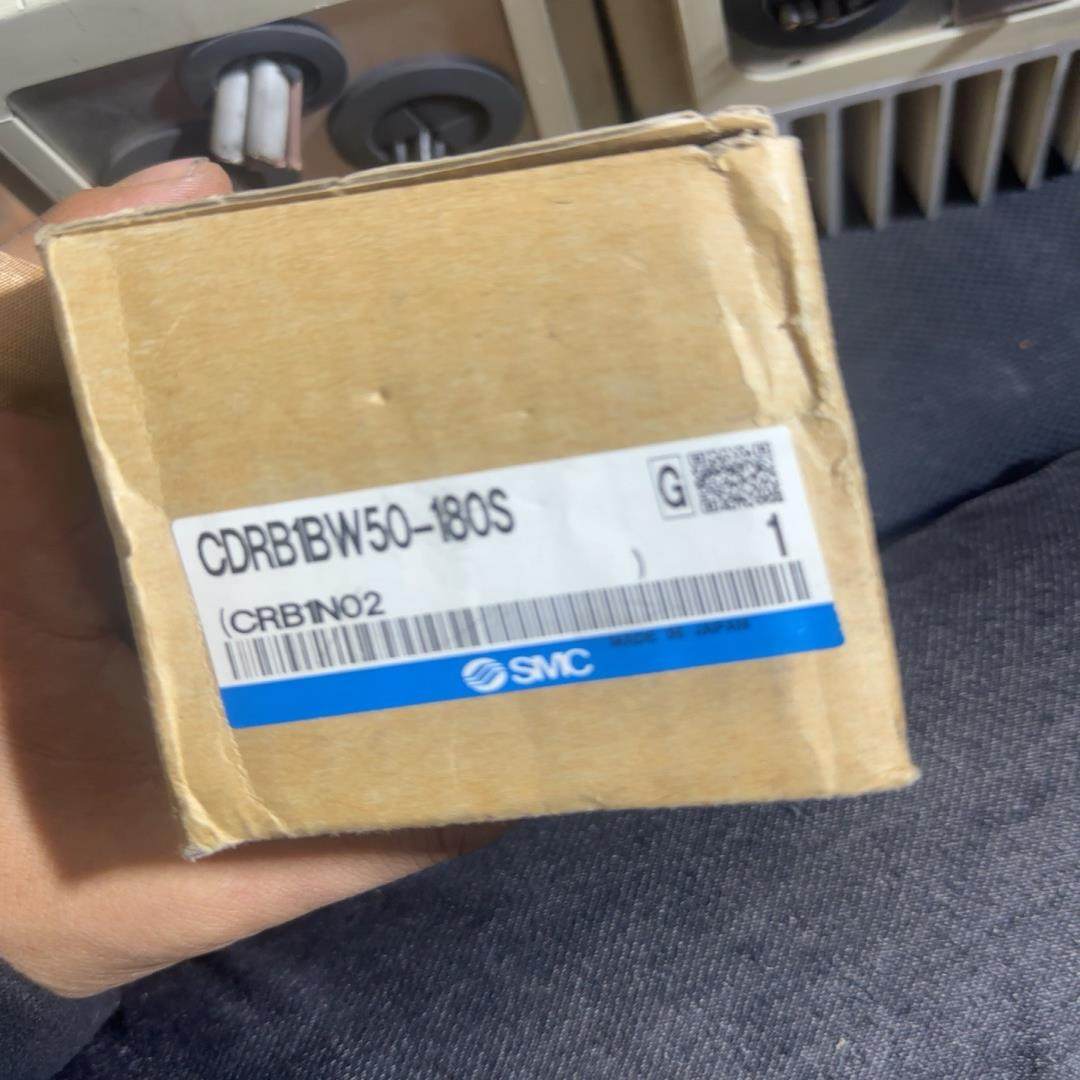 CDRB1BW50-180S
G
1
(CRB1N02 )
MADE IN JAPAN
SMC